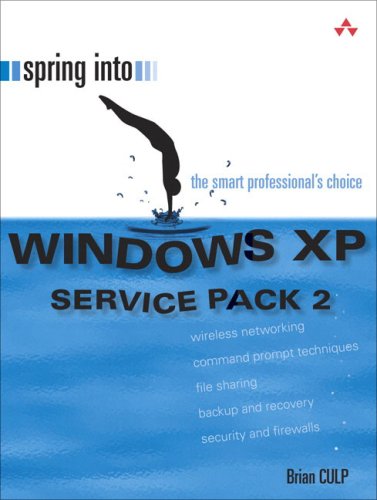 spring into
the smart professional's choice
WINDOWS XP
SERVICE PACK 2
wireless networking
command prompt techniques
file sharing
backup and recovery
security and firewalls
Brian CULP